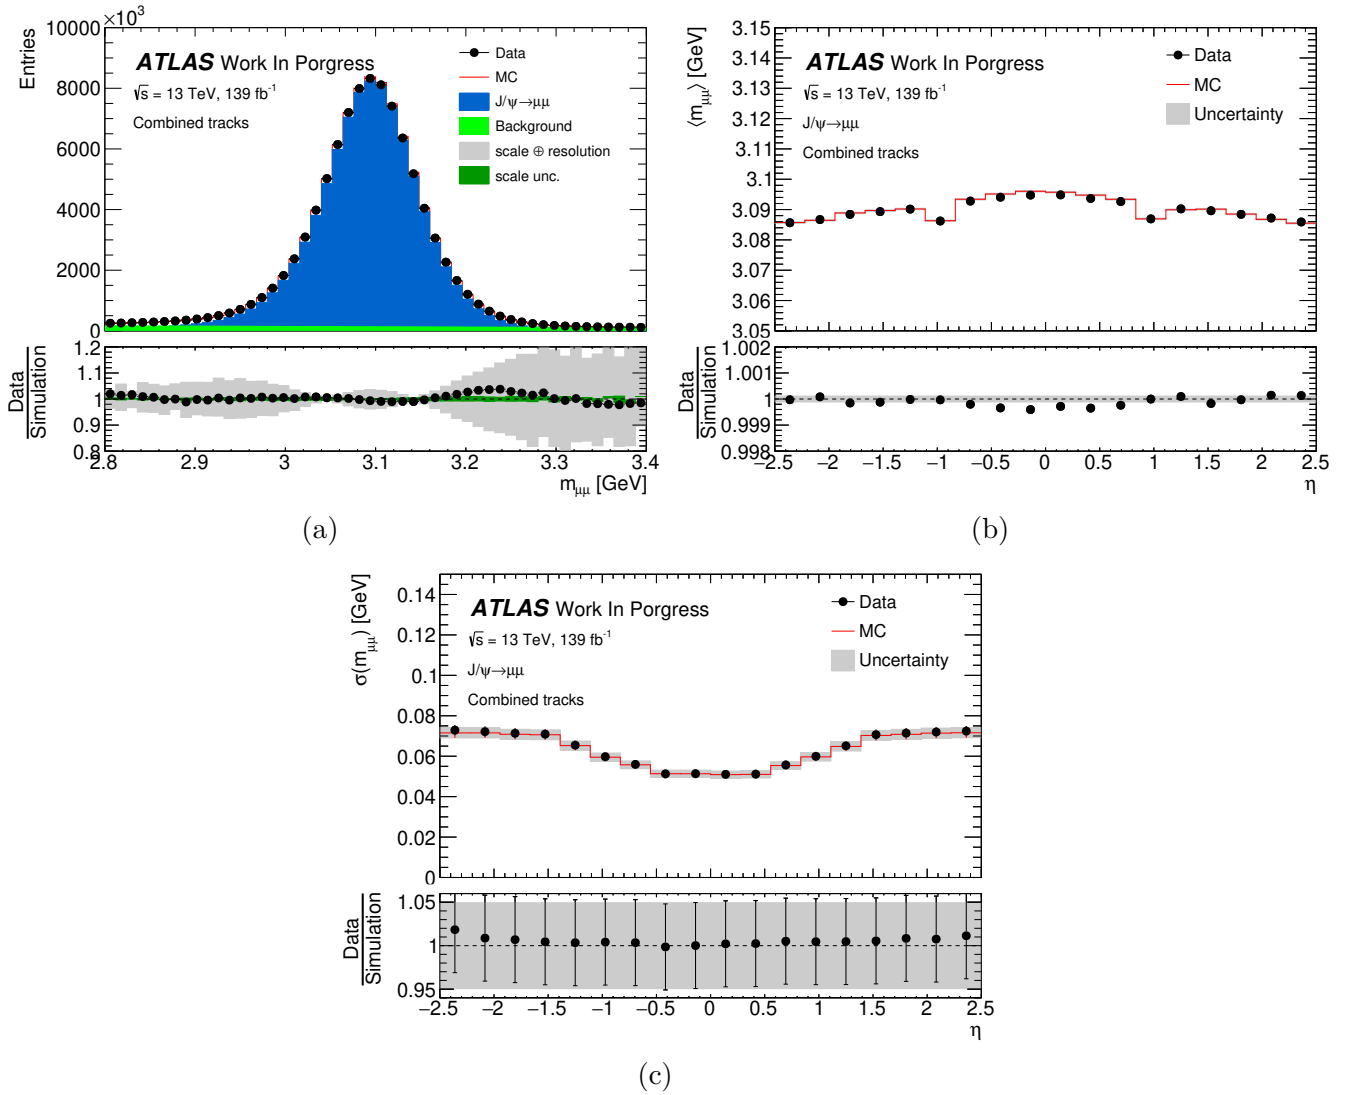 ×10³
Entries
10000
8000
6000
4000
2000
0
ATLAS Work In Porgress
√s = 13 TeV, 139 fb⁻¹
Combined tracks
Data
MC
J/ψ→μμ
Background
scale ⊕ resolution
scale unc.
Data
Simulation
1.2
1.1
1
0.9
0.8
2.8 2.9 3 3.1 3.2 3.3 3.4
m_μμ [GeV]
(a)
⟨m_μμ⟩ [GeV]
3.15
3.14
3.13
3.12
3.11
3.1
3.09
3.08
3.07
3.06
3.05
ATLAS Work In Porgress
√s = 13 TeV, 139 fb⁻¹
J/ψ→μμ
Combined tracks
Data
MC
Uncertainty
Data
Simulation
1.002
1.001
1
0.999
0.998
−2.5 −2 −1.5 −1 −0.5 0 0.5 1 1.5 2 2.5
η
(b)
σ(m_μμ) [GeV]
0.14
0.12
0.1
0.08
0.06
0.04
0.02
0
ATLAS Work In Porgress
√s = 13 TeV, 139 fb⁻¹
J/ψ→μμ
Combined tracks
Data
MC
Uncertainty
Data
Simulation
1.05
1
0.95
−2.5 −2 −1.5 −1 −0.5 0 0.5 1 1.5 2 2.5
η
(c)